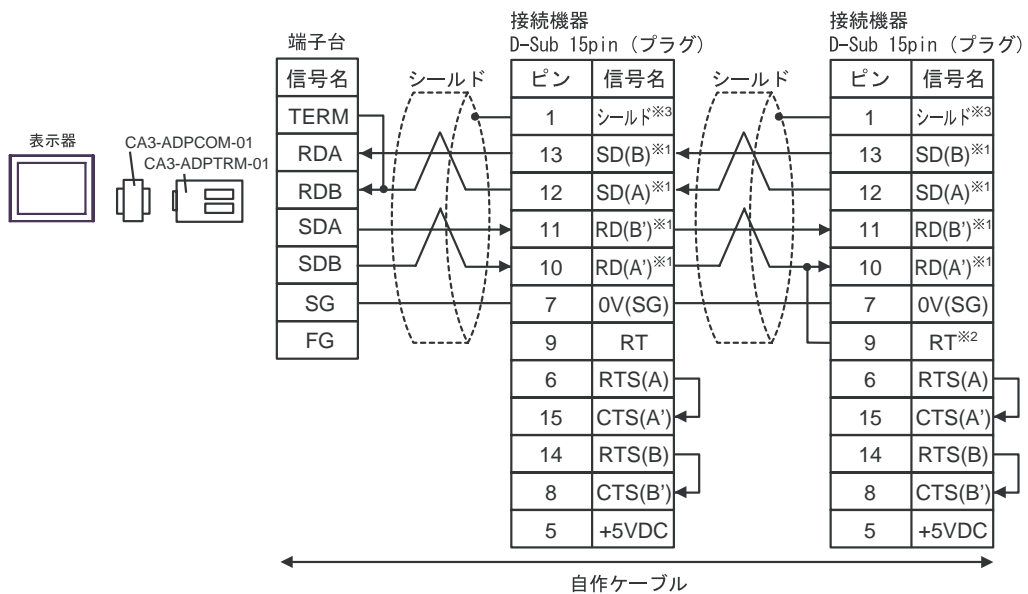 表示器
CA3-ADPCOM-01
CA3-ADPTRM-01
端子台
信号名
TERM
RDA
RDB
SDA
SDB
SG
FG
シールド
接続機器
D-Sub 15pin (プラグ)
ピン 信号名
1 シールド※3
13 SD(B)※1
12 SD(A)※1
11 RD(B')※1
10 RD(A')※1
7 0V(SG)
9 RT
6 RTS(A)
15 CTS(A')
14 RTS(B)
8 CTS(B')
5 +5VDC
シールド
接続機器
D-Sub 15pin (プラグ)
ピン 信号名
1 シールド※3
13 SD(B)※1
12 SD(A)※1
11 RD(B')※1
10 RD(A')※1
7 0V(SG)
9 RT※2
6 RTS(A)
15 CTS(A')
14 RTS(B)
8 CTS(B')
5 +5VDC
自作ケーブル